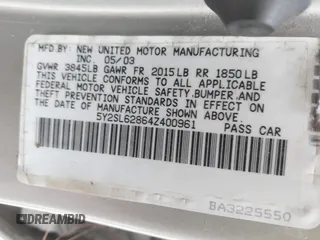 MFD. BY: NEW UNITED MOTOR MANUFACTURING
INC. 05/03
GVWR 3845LB GAWR FR 2015LB RR 1850LB
THIS VEHICLE CONFORMS TO ALL APPLICABLE
FEDERAL MOTOR VEHICLE SAFETY,BUMPER,AND
THEFT PREVENTION STANDARDS IN EFFECT ON
THE DATE OF MANUFACTURE SHOWN ABOVE.
5Y2SL62864Z400961 PASS CAR
BA3225550
DREAMBID